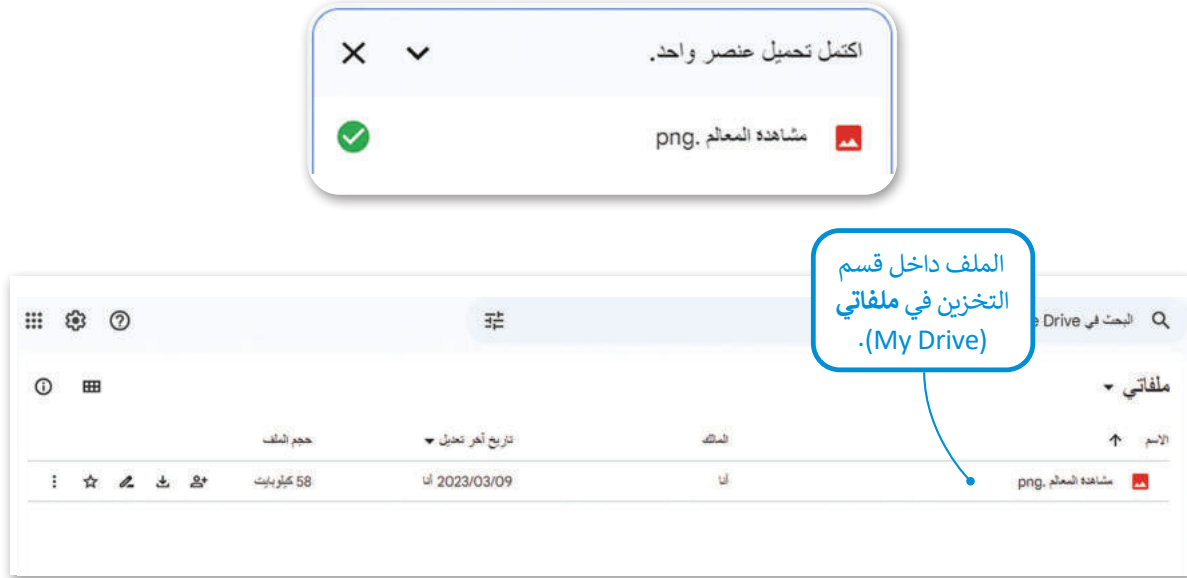 اكتمل تحميل عنصر واحد.
مشاهدة المعالم .png
الملف داخل قسم
التخزين في ملفاتي
(My Drive).
البحث في e Drive
ملفاتي
الاسم
المالك
تاريخ آخر تعديل
حجم الملف
مشاهدة المعالم .png
أنا
2023/03/09 أنا
58 كيلوبايت